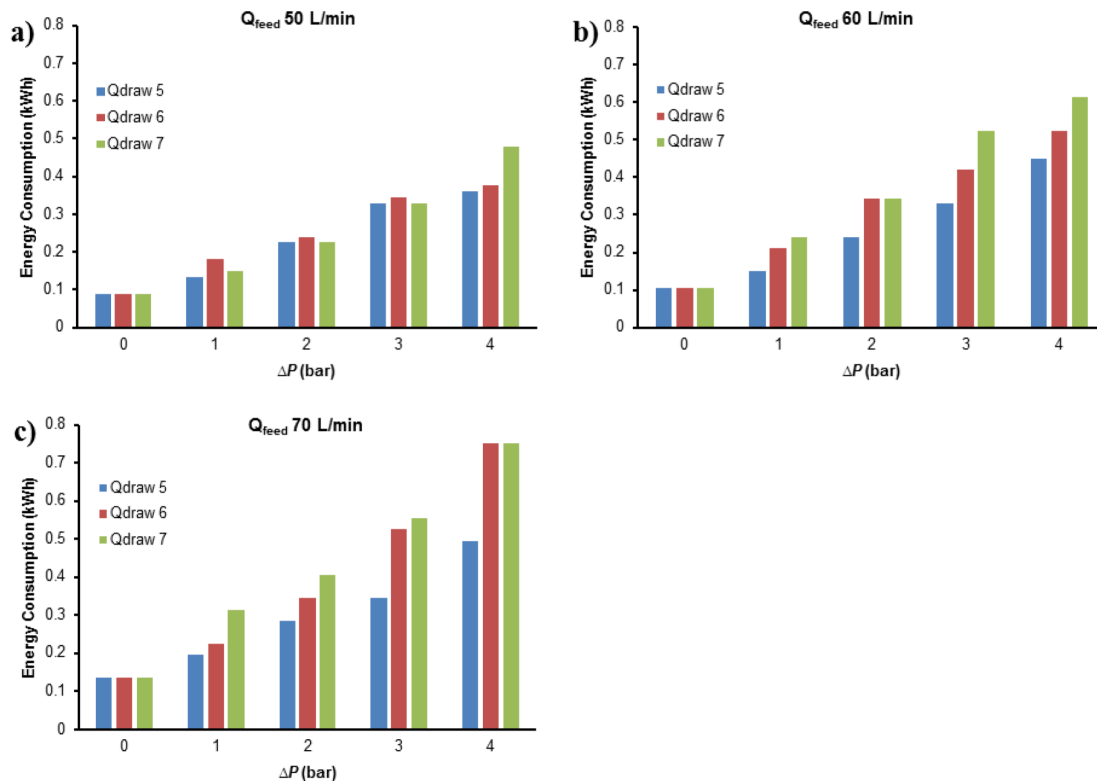 a)
Qfeed 50 L/min
Energy Consumption (kWh)
0.8
0.7
0.6
0.5
0.4
0.3
0.2
0.1
0
Qdraw 5
Qdraw 6
Qdraw 7
0 1 2 3 4
ΔP (bar)
b)
Qfeed 60 L/min
Energy Consumption (kWh)
0.8
0.7
0.6
0.5
0.4
0.3
0.2
0.1
0
Qdraw 5
Qdraw 6
Qdraw 7
0 1 2 3 4
ΔP (bar)
c)
Qfeed 70 L/min
Energy Consumption (kWh)
0.8
0.7
0.6
0.5
0.4
0.3
0.2
0.1
0
Qdraw 5
Qdraw 6
Qdraw 7
0 1 2 3 4
ΔP (bar)